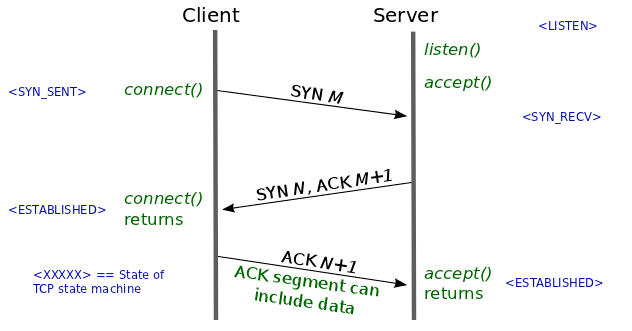 Client
Server
<LISTEN>
listen()
accept()
<SYN_SENT>
connect()
SYN M
<SYN_RECV>
SYN N, ACK M+1
connect()
returns
<ESTABLISHED>
ACK N+1
ACK segment can
include data
<XXXXX> == State of
TCP state machine
accept()
returns
<ESTABLISHED>